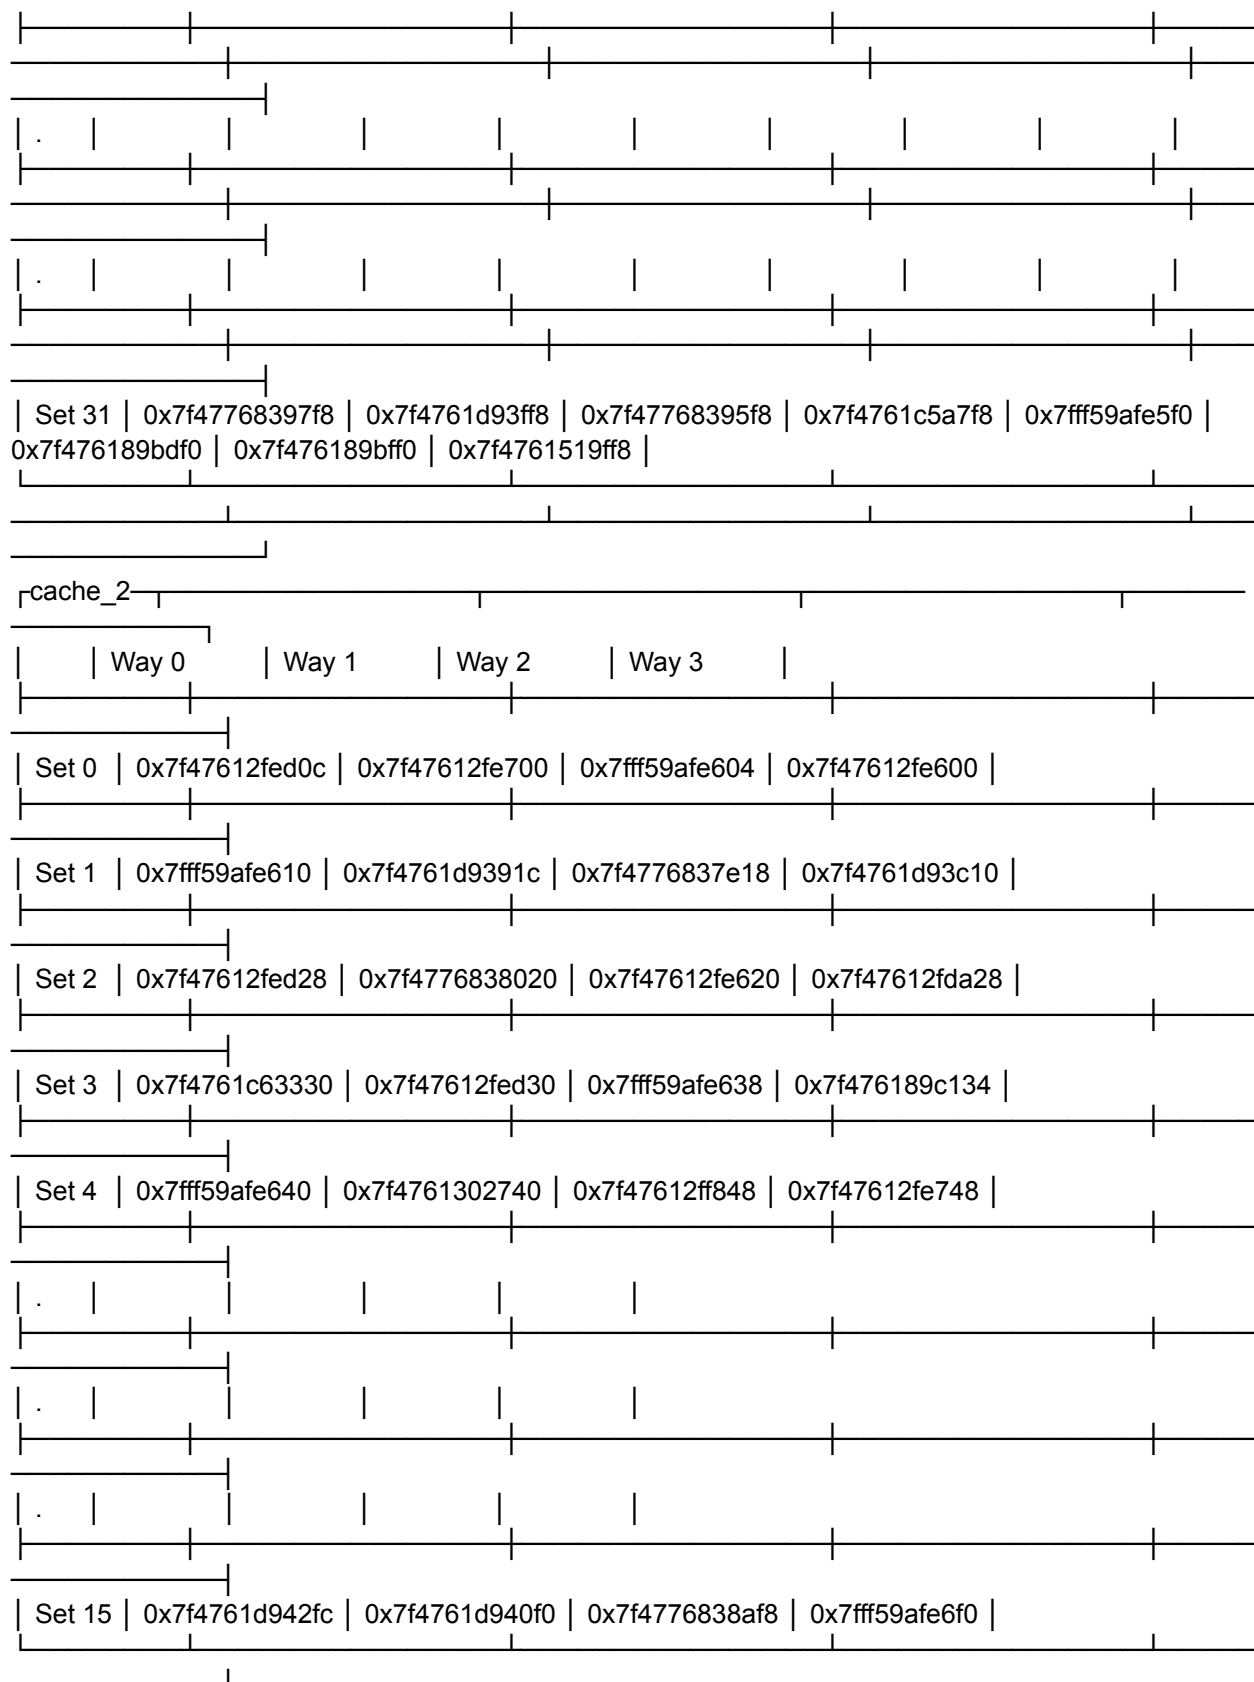 │ . │ │ │ │ │ │ │ │ │
│ . │ │ │ │ │ │ │ │ │
│ Set 31 │ 0x7f47768397f8 │ 0x7f4761d93ff8 │ 0x7f47768395f8 │ 0x7f4761c5a7f8 │ 0x7fff59afe5f0 │
0x7f476189bdf0 │ 0x7f476189bff0 │ 0x7f4761519ff8 │
cache_2
│ │ Way 0 │ Way 1 │ Way 2 │ Way 3 │
│ Set 0 │ 0x7f47612fed0c │ 0x7f47612fe700 │ 0x7fff59afe604 │ 0x7f47612fe600 │
│ Set 1 │ 0x7fff59afe610 │ 0x7f4761d9391c │ 0x7f4776837e18 │ 0x7f4761d93c10 │
│ Set 2 │ 0x7f47612fed28 │ 0x7f4776838020 │ 0x7f47612fe620 │ 0x7f47612fda28 │
│ Set 3 │ 0x7f4761c63330 │ 0x7f47612fed30 │ 0x7fff59afe638 │ 0x7f476189c134 │
│ Set 4 │ 0x7fff59afe640 │ 0x7f4761302740 │ 0x7f47612ff848 │ 0x7f47612fe748 │
│ . │ │ │ │ │
│ . │ │ │ │ │
│ . │ │ │ │ │
│ Set 15 │ 0x7f4761d942fc │ 0x7f4761d940f0 │ 0x7f4776838af8 │ 0x7fff59afe6f0 │